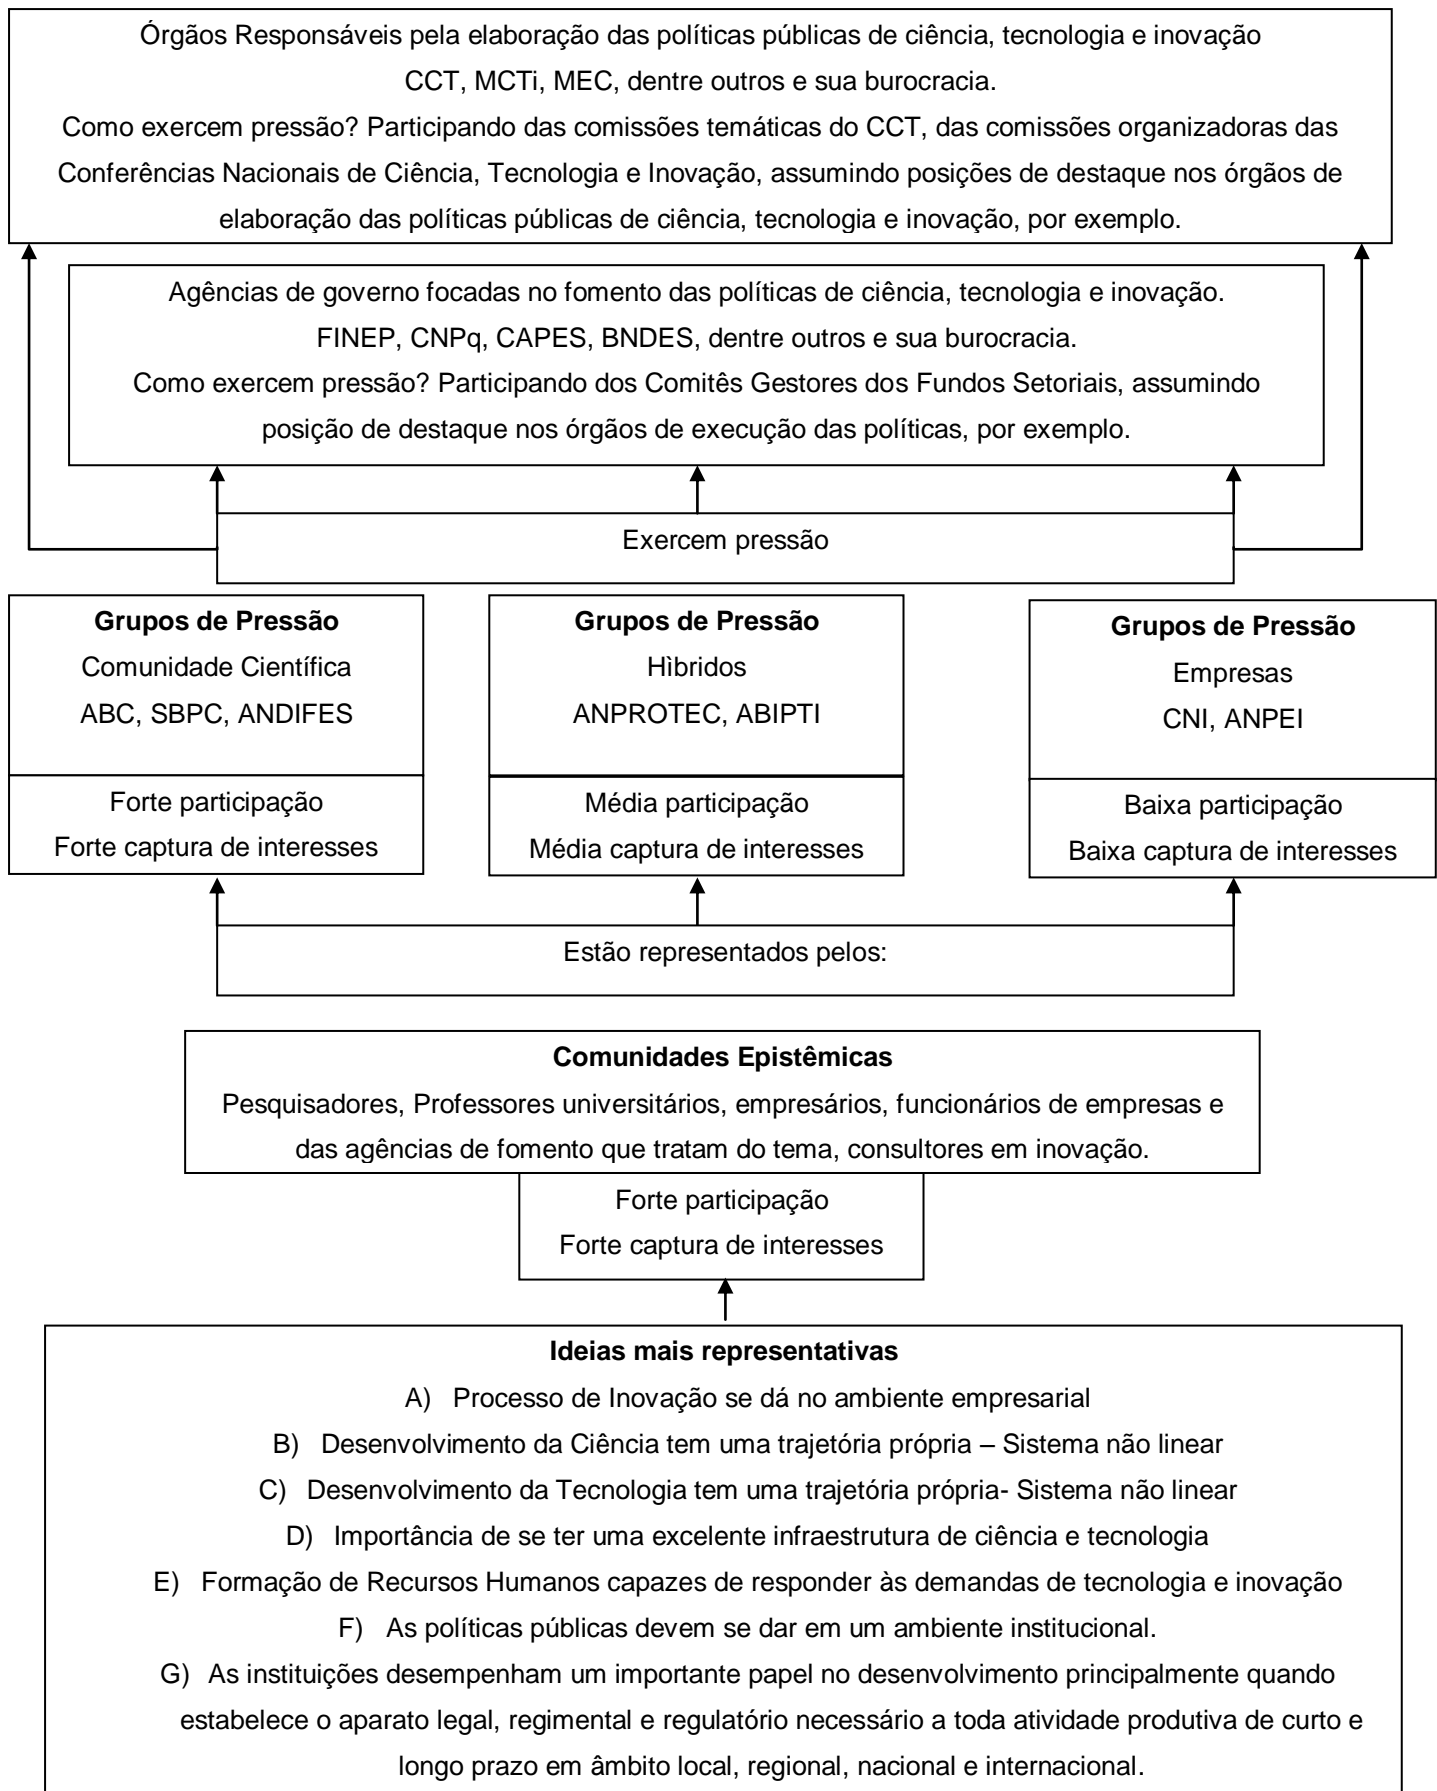 Órgãos Responsáveis pela elaboração das políticas públicas de ciência, tecnologia e inovação
CCT, MCTi, MEC, dentre outros e sua burocracia.
Como exercem pressão? Participando das comissões temáticas do CCT, das comissões organizadoras das
Conferências Nacionais de Ciência, Tecnologia e Inovação, assumindo posições de destaque nos órgãos de
elaboração das políticas públicas de ciência, tecnologia e inovação, por exemplo.
Agências de governo focadas no fomento das políticas de ciência, tecnologia e inovação.
FINEP, CNPq, CAPES, BNDES, dentre outros e sua burocracia.
Como exercem pressão? Participando dos Comitês Gestores dos Fundos Setoriais, assumindo
posição de destaque nos órgãos de execução das políticas, por exemplo.
Exercem pressão
Grupos de Pressão
Comunidade Científica
ABC, SBPC, ANDIFES
Forte participação
Forte captura de interesses
Grupos de Pressão
Hìbridos
ANPROTEC, ABIPTI
Média participação
Média captura de interesses
Grupos de Pressão
Empresas
CNI, ANPEI
Baixa participação
Baixa captura de interesses
Estão representados pelos:
Comunidades Epistêmicas
Pesquisadores, Professores universitários, empresários, funcionários de empresas e
das agências de fomento que tratam do tema, consultores em inovação.
Forte participação
Forte captura de interesses
Ideias mais representativas
A) Processo de Inovação se dá no ambiente empresarial
B) Desenvolvimento da Ciência tem uma trajetória própria – Sistema não linear
C) Desenvolvimento da Tecnologia tem uma trajetória própria- Sistema não linear
D) Importância de se ter uma excelente infraestrutura de ciência e tecnologia
E) Formação de Recursos Humanos capazes de responder às demandas de tecnologia e inovação
F) As políticas públicas devem se dar em um ambiente institucional.
G) As instituições desempenham um importante papel no desenvolvimento principalmente quando
estabelece o aparato legal, regimental e regulatório necessário a toda atividade produtiva de curto e
longo prazo em âmbito local, regional, nacional e internacional.